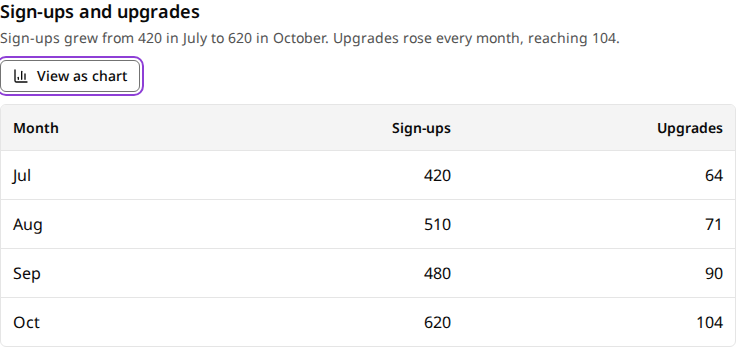 Sign-ups and upgrades
Sign-ups grew from 420 in July to 620 in October. Upgrades rose every month, reaching 104.
View as chart
Month Sign-ups Upgrades
Jul 420 64
Aug 510 71
Sep 480 90
Oct 620 104